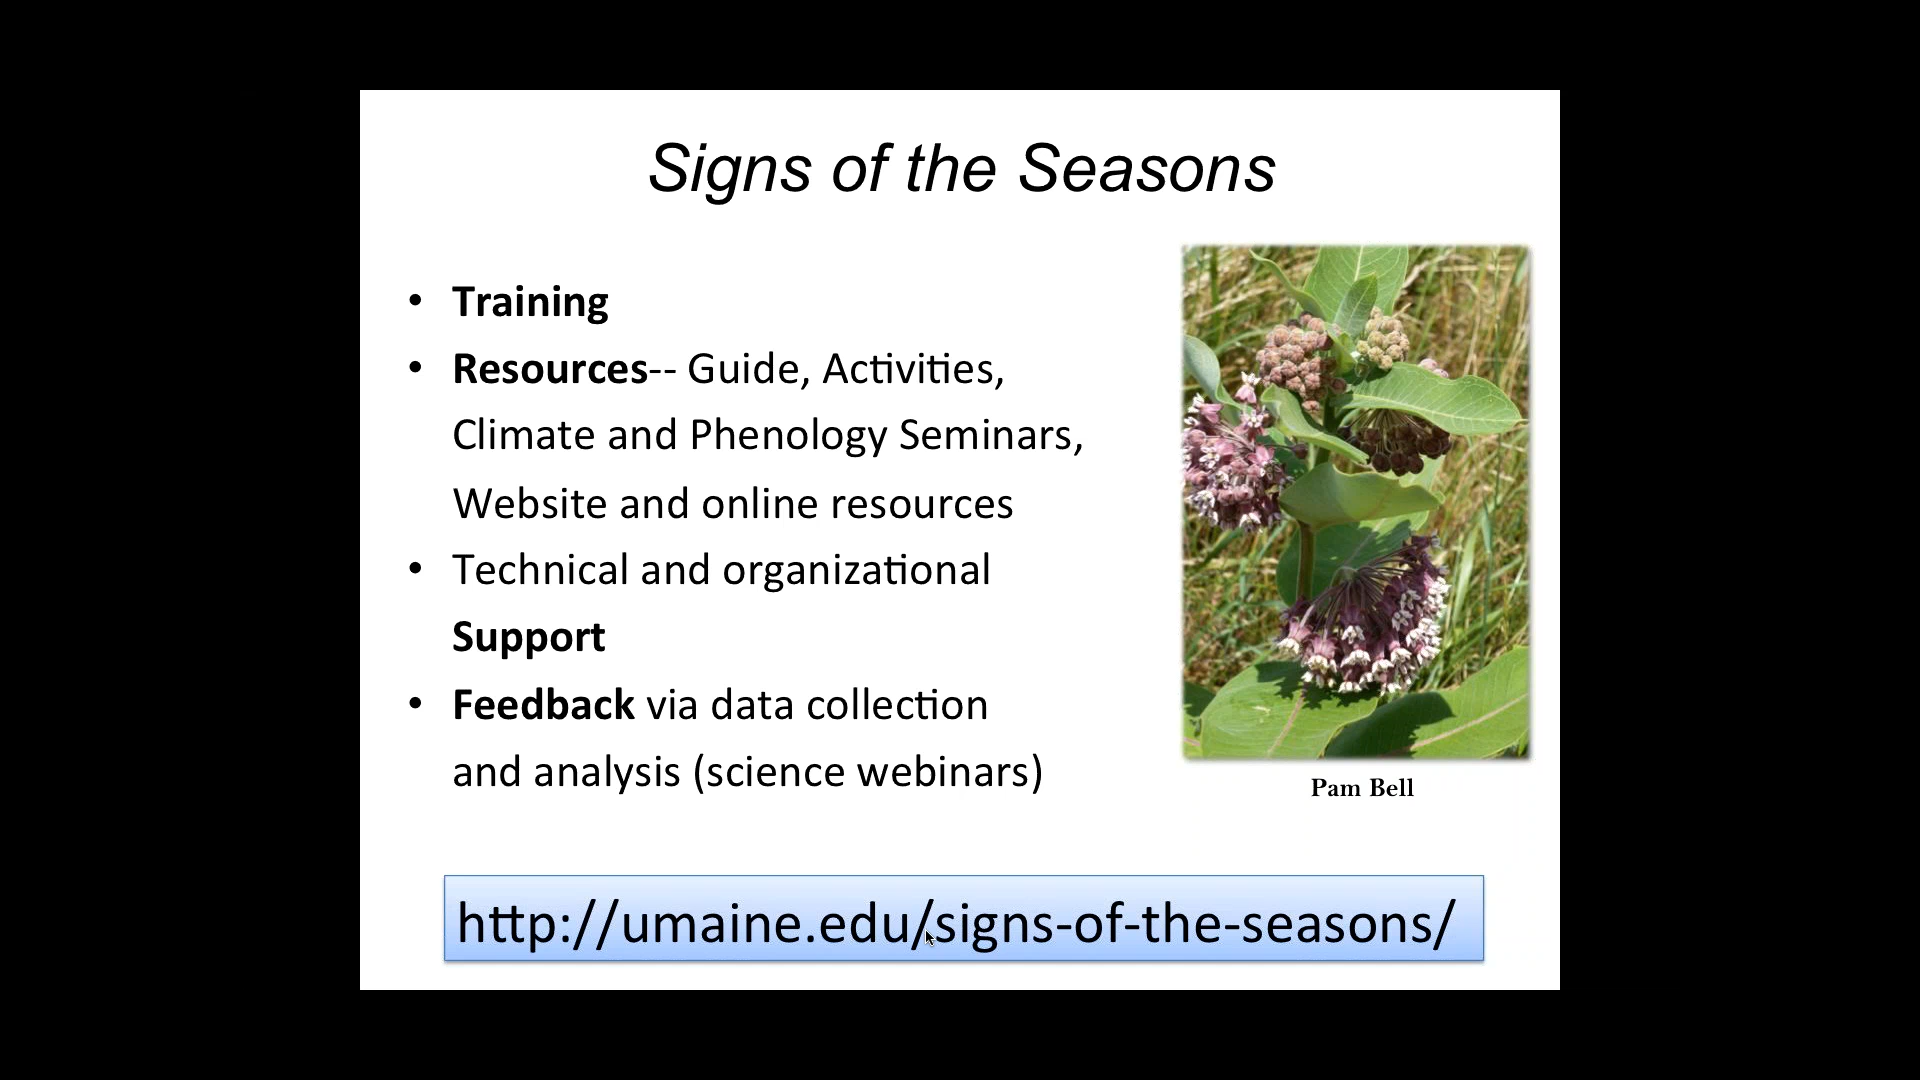 Signs of the Seasons
• Training
• Resources-- Guide, Activities,
Climate and Phenology Seminars,
Website and online resources
• Technical and organizational
Support
• Feedback via data collection
and analysis (science webinars)
Pam Bell
http://umaine.edu/signs-of-the-seasons/